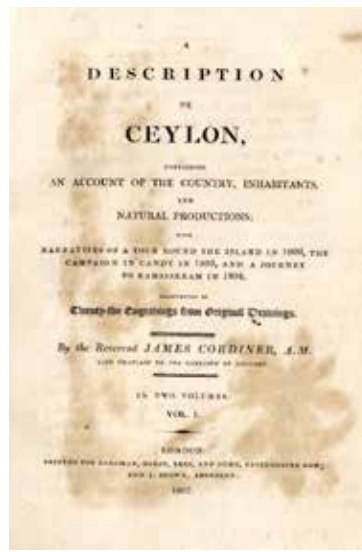 A
DESCRIPTION
OF
CEYLON,
CONTAINING
AN ACCOUNT OF THE COUNTRY, INHABITANTS,
AND
NATURAL PRODUCTIONS;
WITH
NARRATIVES OF A TOUR ROUND THE ISLAND IN 1800, THE
CAMPAIGN IN CANDY IN 1803, AND A JOURNEY
TO RAMISSERAM IN 1804.
ILLUSTRATED BY
Twenty-five Engravings from Original Drawings.
By the Reverend JAMES CORDINER, A.M.
LATE CHAPLAIN TO THE GARRISON OF COLUMBO.
IN TWO VOLUMES.
VOL. I.
LONDON:
PRINTED FOR LONGMAN, HURST, REES, AND ORME, PATERNOSTER ROW;
AND J. BROWN, ABERDEEN.
1807.